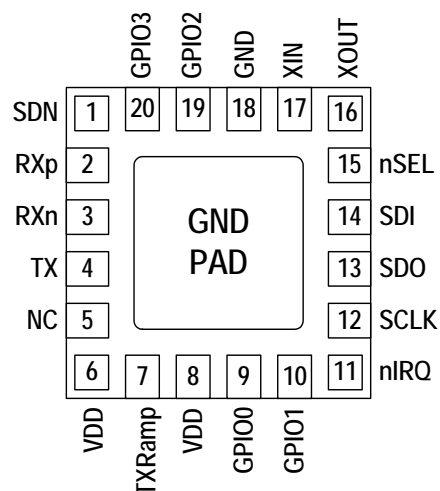 GPIO3
GPIO2
GND
XIN
XOUT
20
19
18
17
16
SDN
1
RXp
2
RXn
3
TX
4
NC
5
GND
PAD
15
nSEL
14
SDI
13
SDO
12
SCLK
11
nIRQ
6
7
8
9
10
VDD
TXRamp
VDD
GPIO0
GPIO1